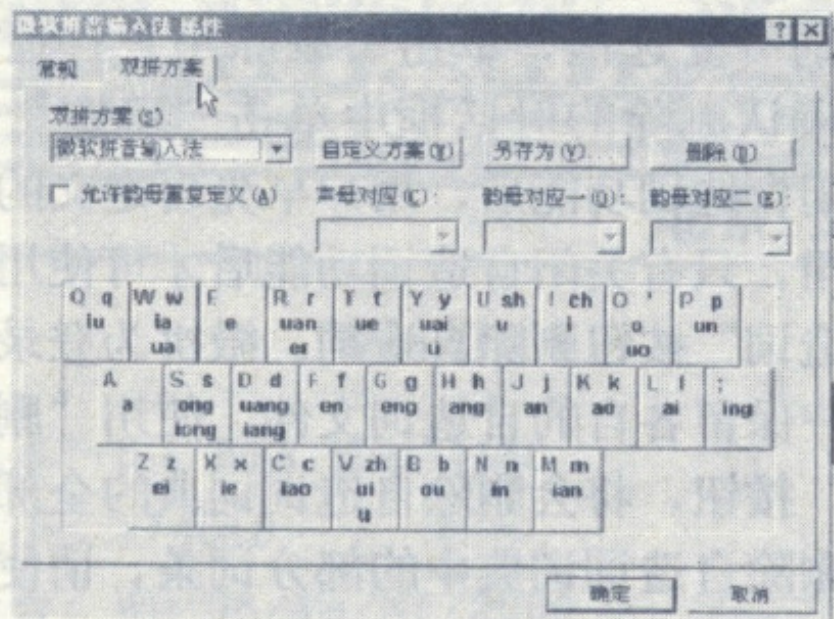 微软拼音输入法 属性
常规 双拼方案
双拼方案(S)
微软拼音输入法 自定义方案(Y) 另存为(V)... 删除(D)
允许韵母重复定义(A) 声母对应(C): 韵母对应一(O): 韵母对应二(E):
Q q W w E R r T t Y y U sh I ch O ' P p
iu ia e uan ue uai u i o un
ua er ü uo
A S s D d F f G g H h J j K k L l ;
a ong uang en eng ang an ao ai ing
iong iang
Z z X x C c V zh B b N n M m
ei ie iao ui ou in ian
ü
确定 取消